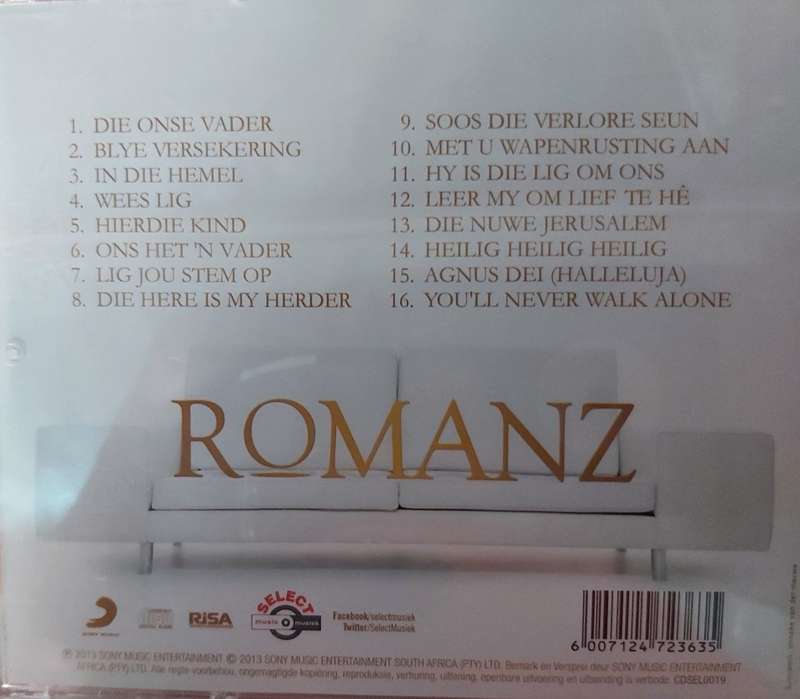 1. DIE ONSE VADER
2. BLYE VERSEKERING
3. IN DIE HEMEL
4. WEES LIG
5. HIERDIE KIND
6. ONS HET 'N VADER
7. LIG JOU STEM OP
8. DIE HERE IS MY HERDER
9. SOOS DIE VERLORE SEUN
10. MET U WAPENRUSTING AAN
11. HY IS DIE LIG OM ONS
12. LEER MY OM LIEF TE HÊ
13. DIE NUWE JERUSALEM
14. HEILIG HEILIG HEILIG
15. AGNUS DEI (HALLELUJA)
16. YOU'LL NEVER WALK ALONE
ROMANZ
SONY MUSIC
RiSA
SELECT
music musiek
Facebook/selectmusiek
Twitter/SelectMusiek
6 007124 723635
℗ 2013 SONY MUSIC ENTERTAINMENT © 2013 SONY MUSIC ENTERTAINMENT SOUTH AFRICA (PTY) LTD. Bemark en Versprei deur SONY MUSIC ENTERTAINMENT
AFRICA (PTY) LTD. Alle regte voorbehou, ongemagtigde kopiëring, reproduksie, verhuring, uitlening, openbare uitvoering en uitsending is verbode. CDSEL0019